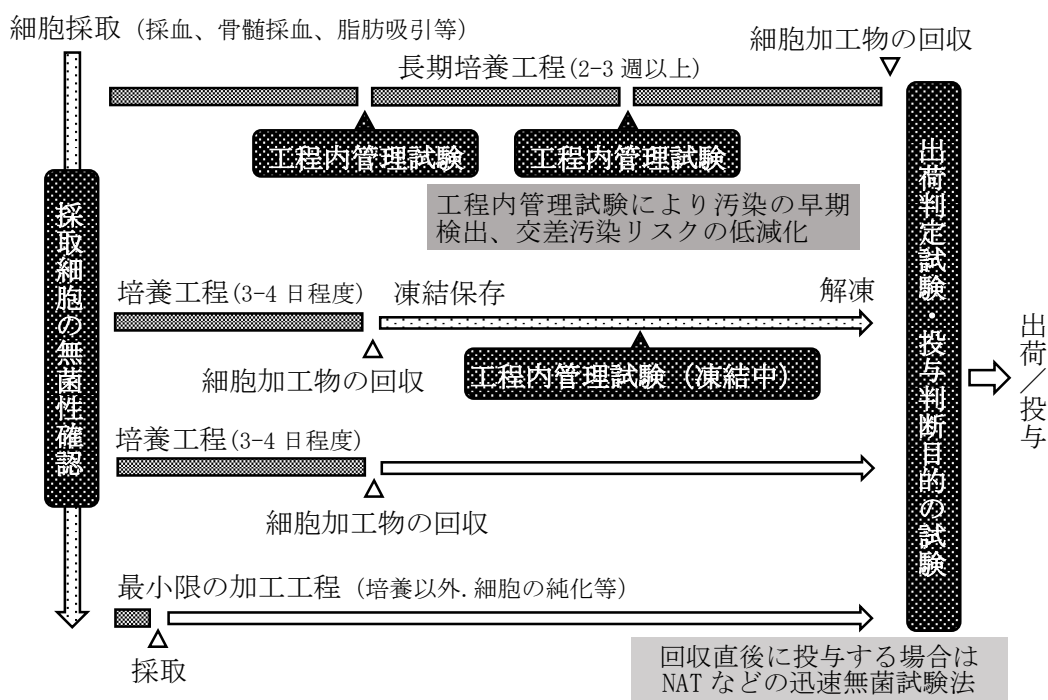 細胞採取（採血、骨髄採血、脂肪吸引等）
細胞加工物の回収
長期培養工程(2-3 週以上)
工程内管理試験
工程内管理試験
工程内管理試験により汚染の早期
検出、交差汚染リスクの低減化
採取細胞の無菌性確認
培養工程(3-4 日程度)
凍結保存
解凍
細胞加工物の回収
工程内管理試験（凍結中）
培養工程(3-4 日程度)
細胞加工物の回収
最小限の加工工程（培養以外.細胞の純化等）
採取
回収直後に投与する場合は
NAT などの迅速無菌試験法
出荷判定試験・投与判断目的の試験
出荷／投与